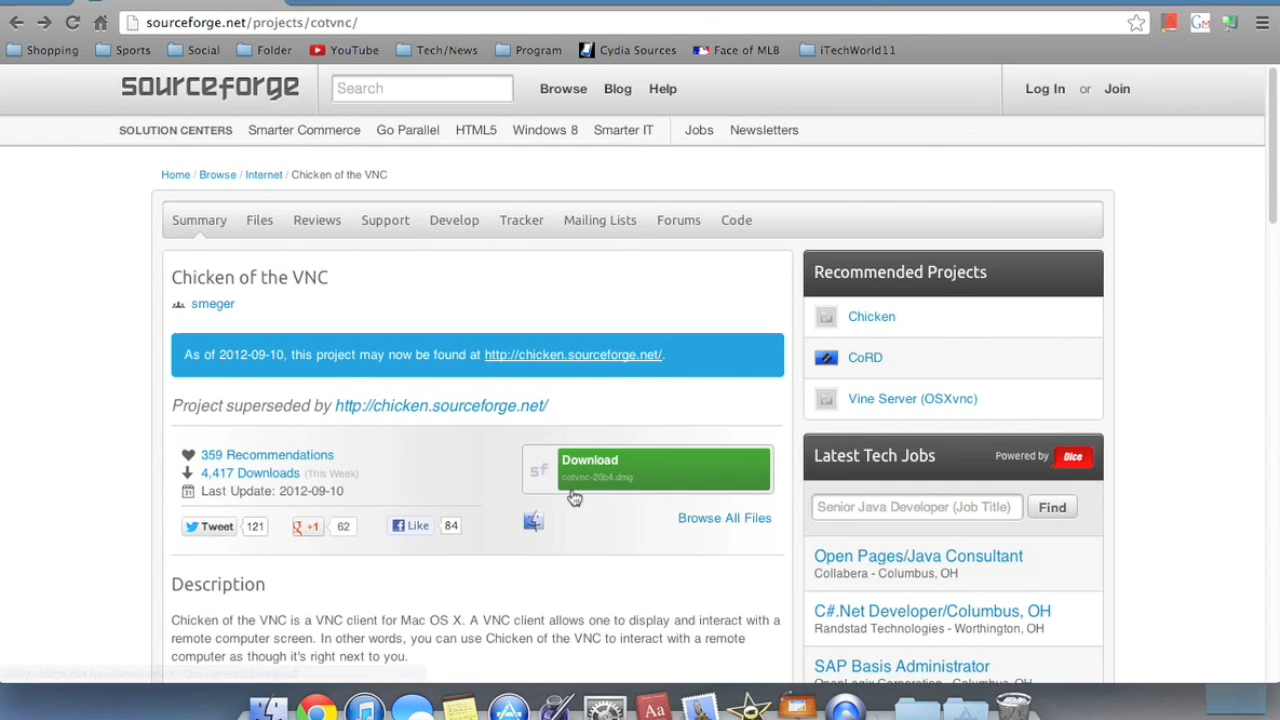 sourceforge.net/projects/cotvnc/
Shopping Sports Social Folder YouTube Tech/News Program Cydia Sources Face of MLB iTechWorld11
sourceforge Search Browse Blog Help Log In or Join
SOLUTION CENTERS Smarter Commerce Go Parallel HTML5 Windows 8 Smarter IT Jobs Newsletters
Home / Browse / Internet / Chicken of the VNC
Summary Files Reviews Support Develop Tracker Mailing Lists Forums Code
Chicken of the VNC
smeger
As of 2012-09-10, this project may now be found at http://chicken.sourceforge.net/.
Project superseded by http://chicken.sourceforge.net/
359 Recommendations
4,417 Downloads (This Week)
Last Update: 2012-09-10
Tweet 121 g +1 62 Like 84
sf Download
cotvnc-20b4.dmg
Browse All Files
Description
Chicken of the VNC is a VNC client for Mac OS X. A VNC client allows one to display and interact with a
remote computer screen. In other words, you can use Chicken of the VNC to interact with a remote
computer as though it's right next to you.
Recommended Projects
Chicken
CoRD
Vine Server (OSXvnc)
Latest Tech Jobs Powered by Dice
Senior Java Developer (Job Title) Find
Open Pages/Java Consultant
Collabera - Columbus, OH
C#.Net Developer/Columbus, OH
Randstad Technologies - Worthington, OH
SAP Basis Administrator
Aa